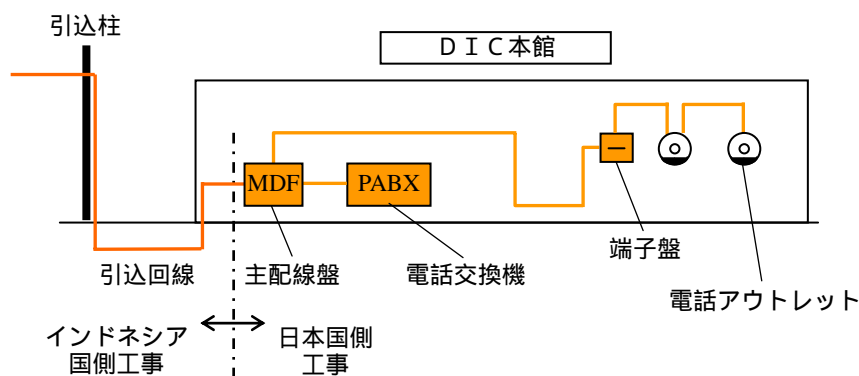 引込柱
ＤＩＣ本館
MDF
PABX
引込回線
主配線盤
電話交換機
端子盤
電話アウトレット
インドネシア
国側工事
日本国側
工事